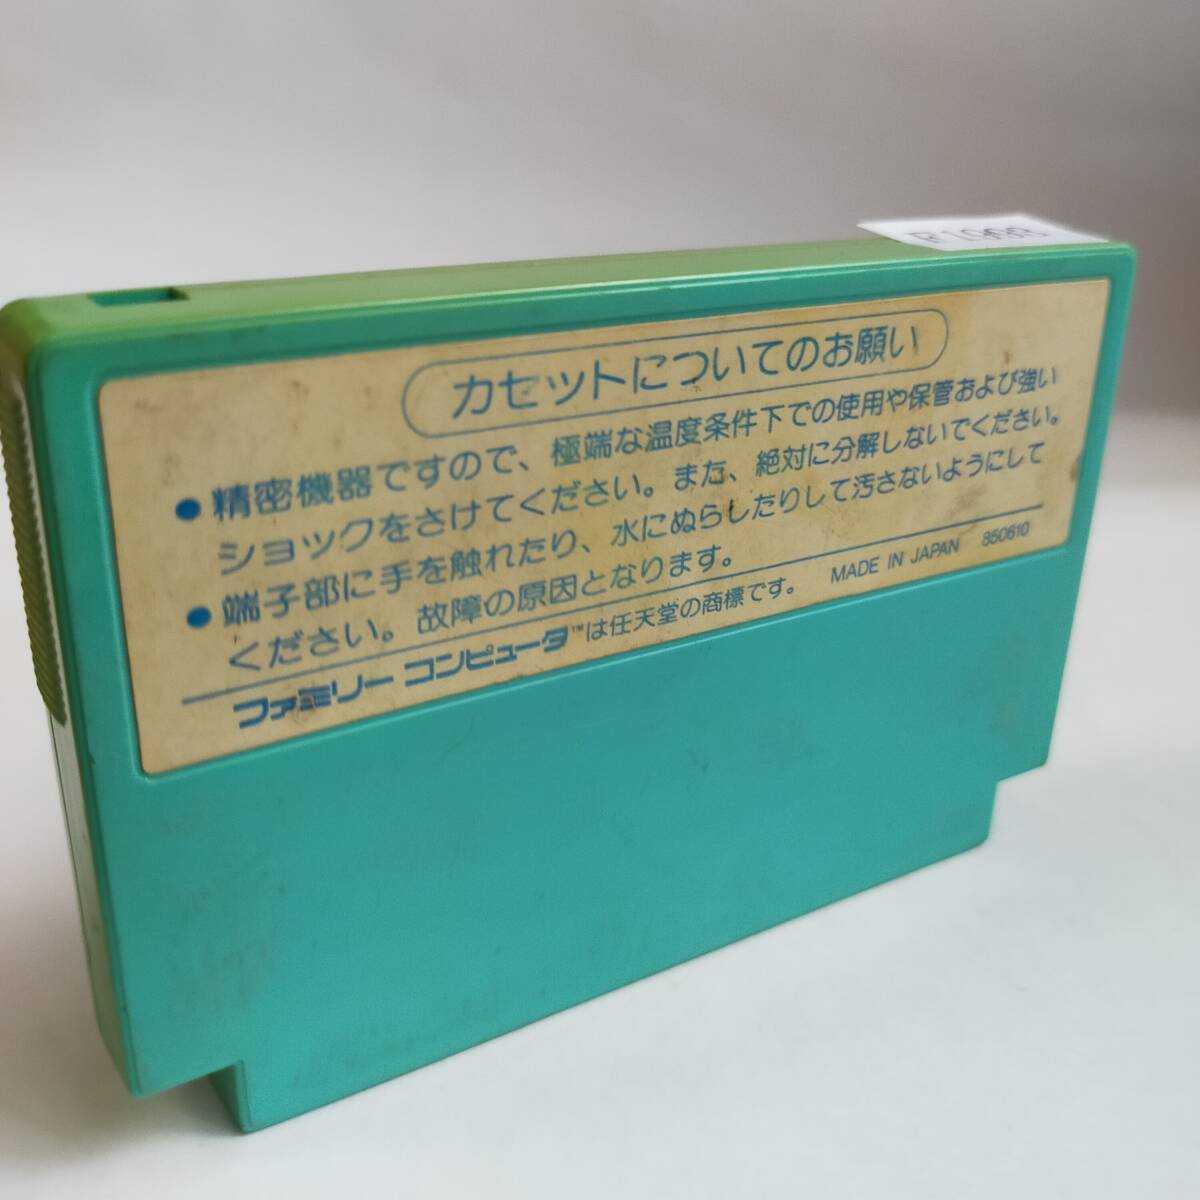 カセットについてのお願い
●精密機器ですので、極端な温度条件下での使用や保管および強い
ショックをさけてください。また、絶対に分解しないでください。
●端子部に手を触れたり、水にぬらしたりして汚さないようにして
ください。故障の原因となります。
ファミリー コンピュータ™は任天堂の商標です。 MADE IN JAPAN 850610